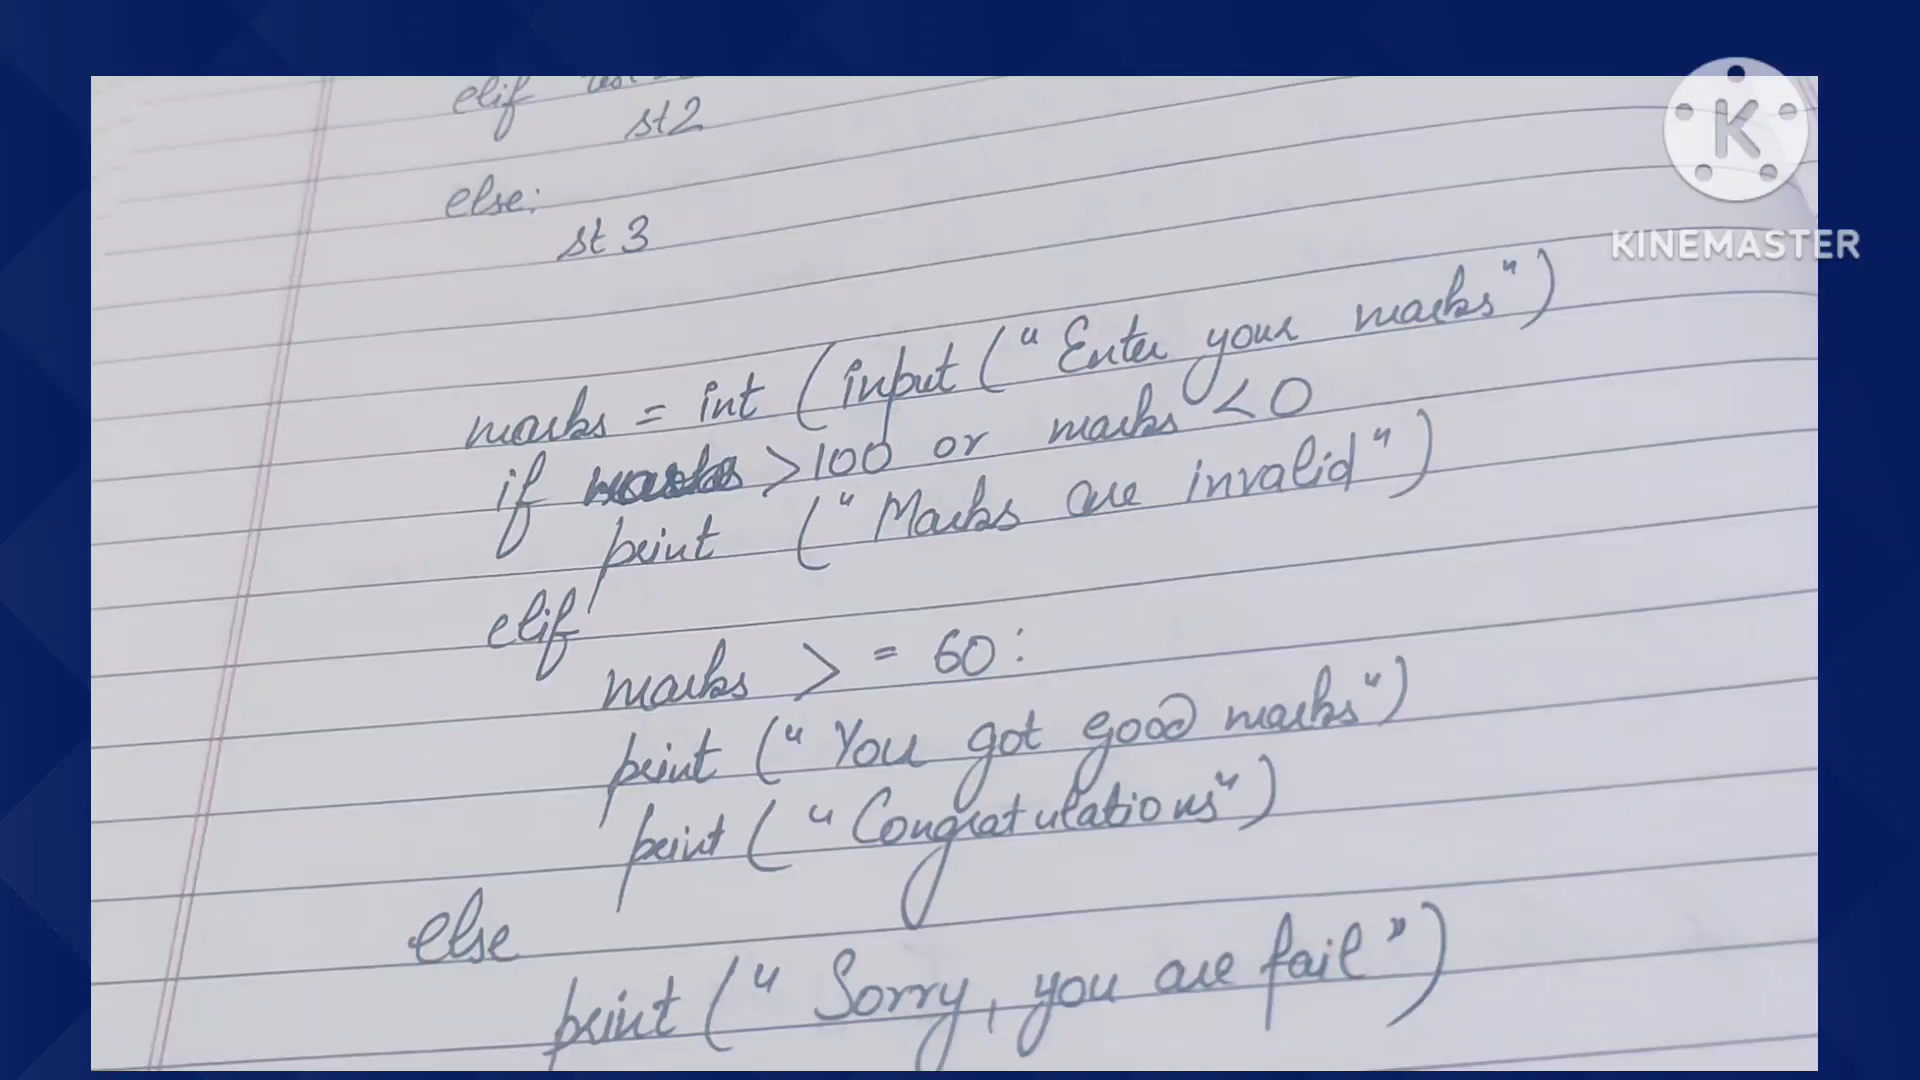 elif
st2
else:
st 3
marks = int (input ("Enter your marks")
if marks >100 or marks <0
print ("Marks are invalid")
elif
marks >= 60:
print ("You got good marks")
print ("Congratulations")
else
print ("Sorry, you are fail")
K
KINEMASTER